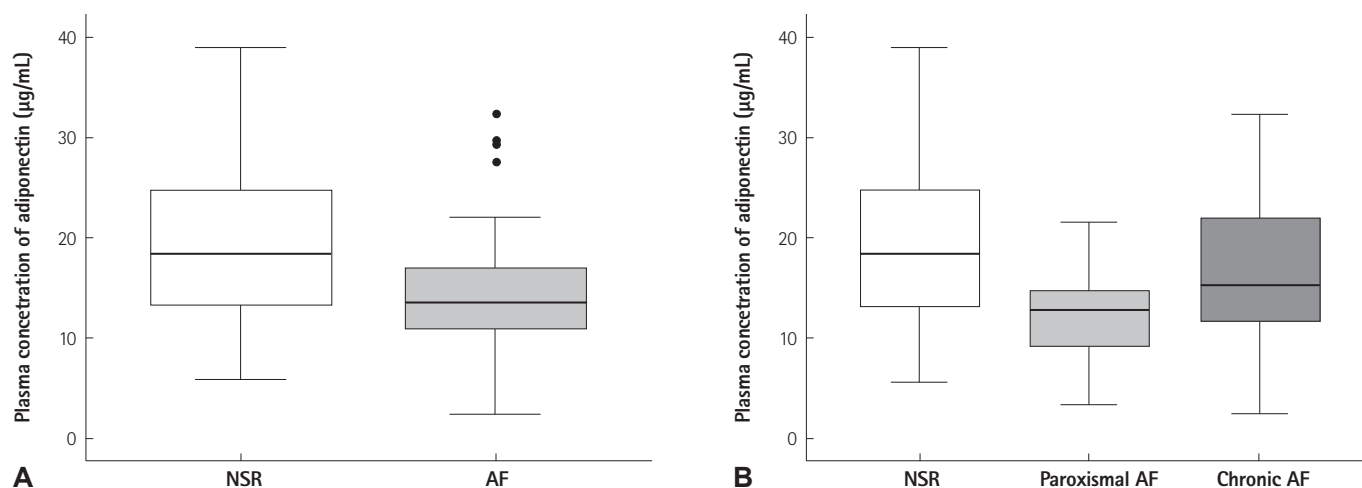 Plasma concetration of adiponectin (µg/mL)
40
30
20
10
0
NSR AF
A
Plasma concetration of adiponectin (µg/mL)
40
30
20
10
0
NSR Paroxismal AF Chronic AF
B